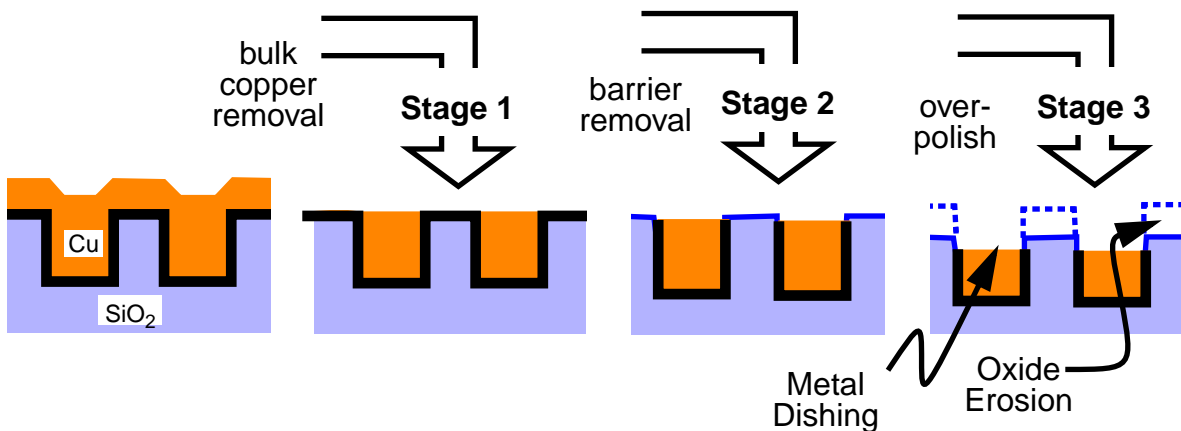 bulk
copper
removal
Stage 1
barrier
removal
Stage 2
over-
polish
Stage 3
Cu
SiO₂
Metal
Dishing
Oxide
Erosion